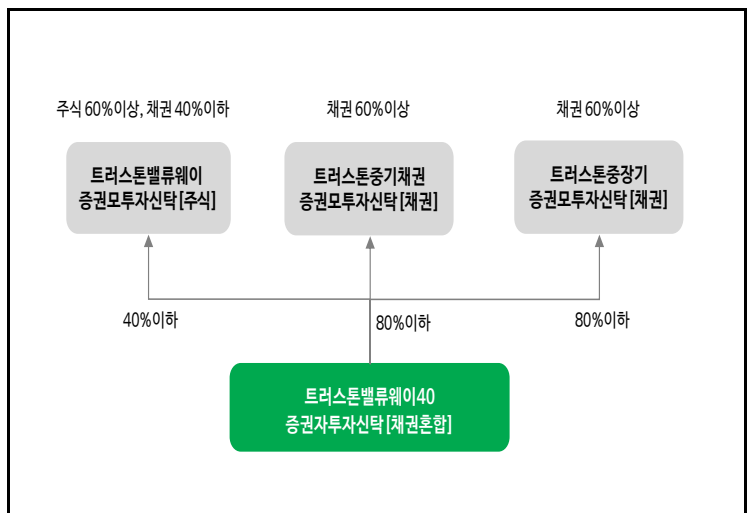 주식 60%이상, 채권 40%이하
채권 60%이상
채권 60%이상
트러스톤밸류웨이
증권모투자신탁[주식]
트러스톤중기채권
증권모투자신탁[채권]
트러스톤중장기
증권모투자신탁[채권]
40%이하
80%이하
80%이하
트러스톤밸류웨이40
증권자투자신탁[채권혼합]